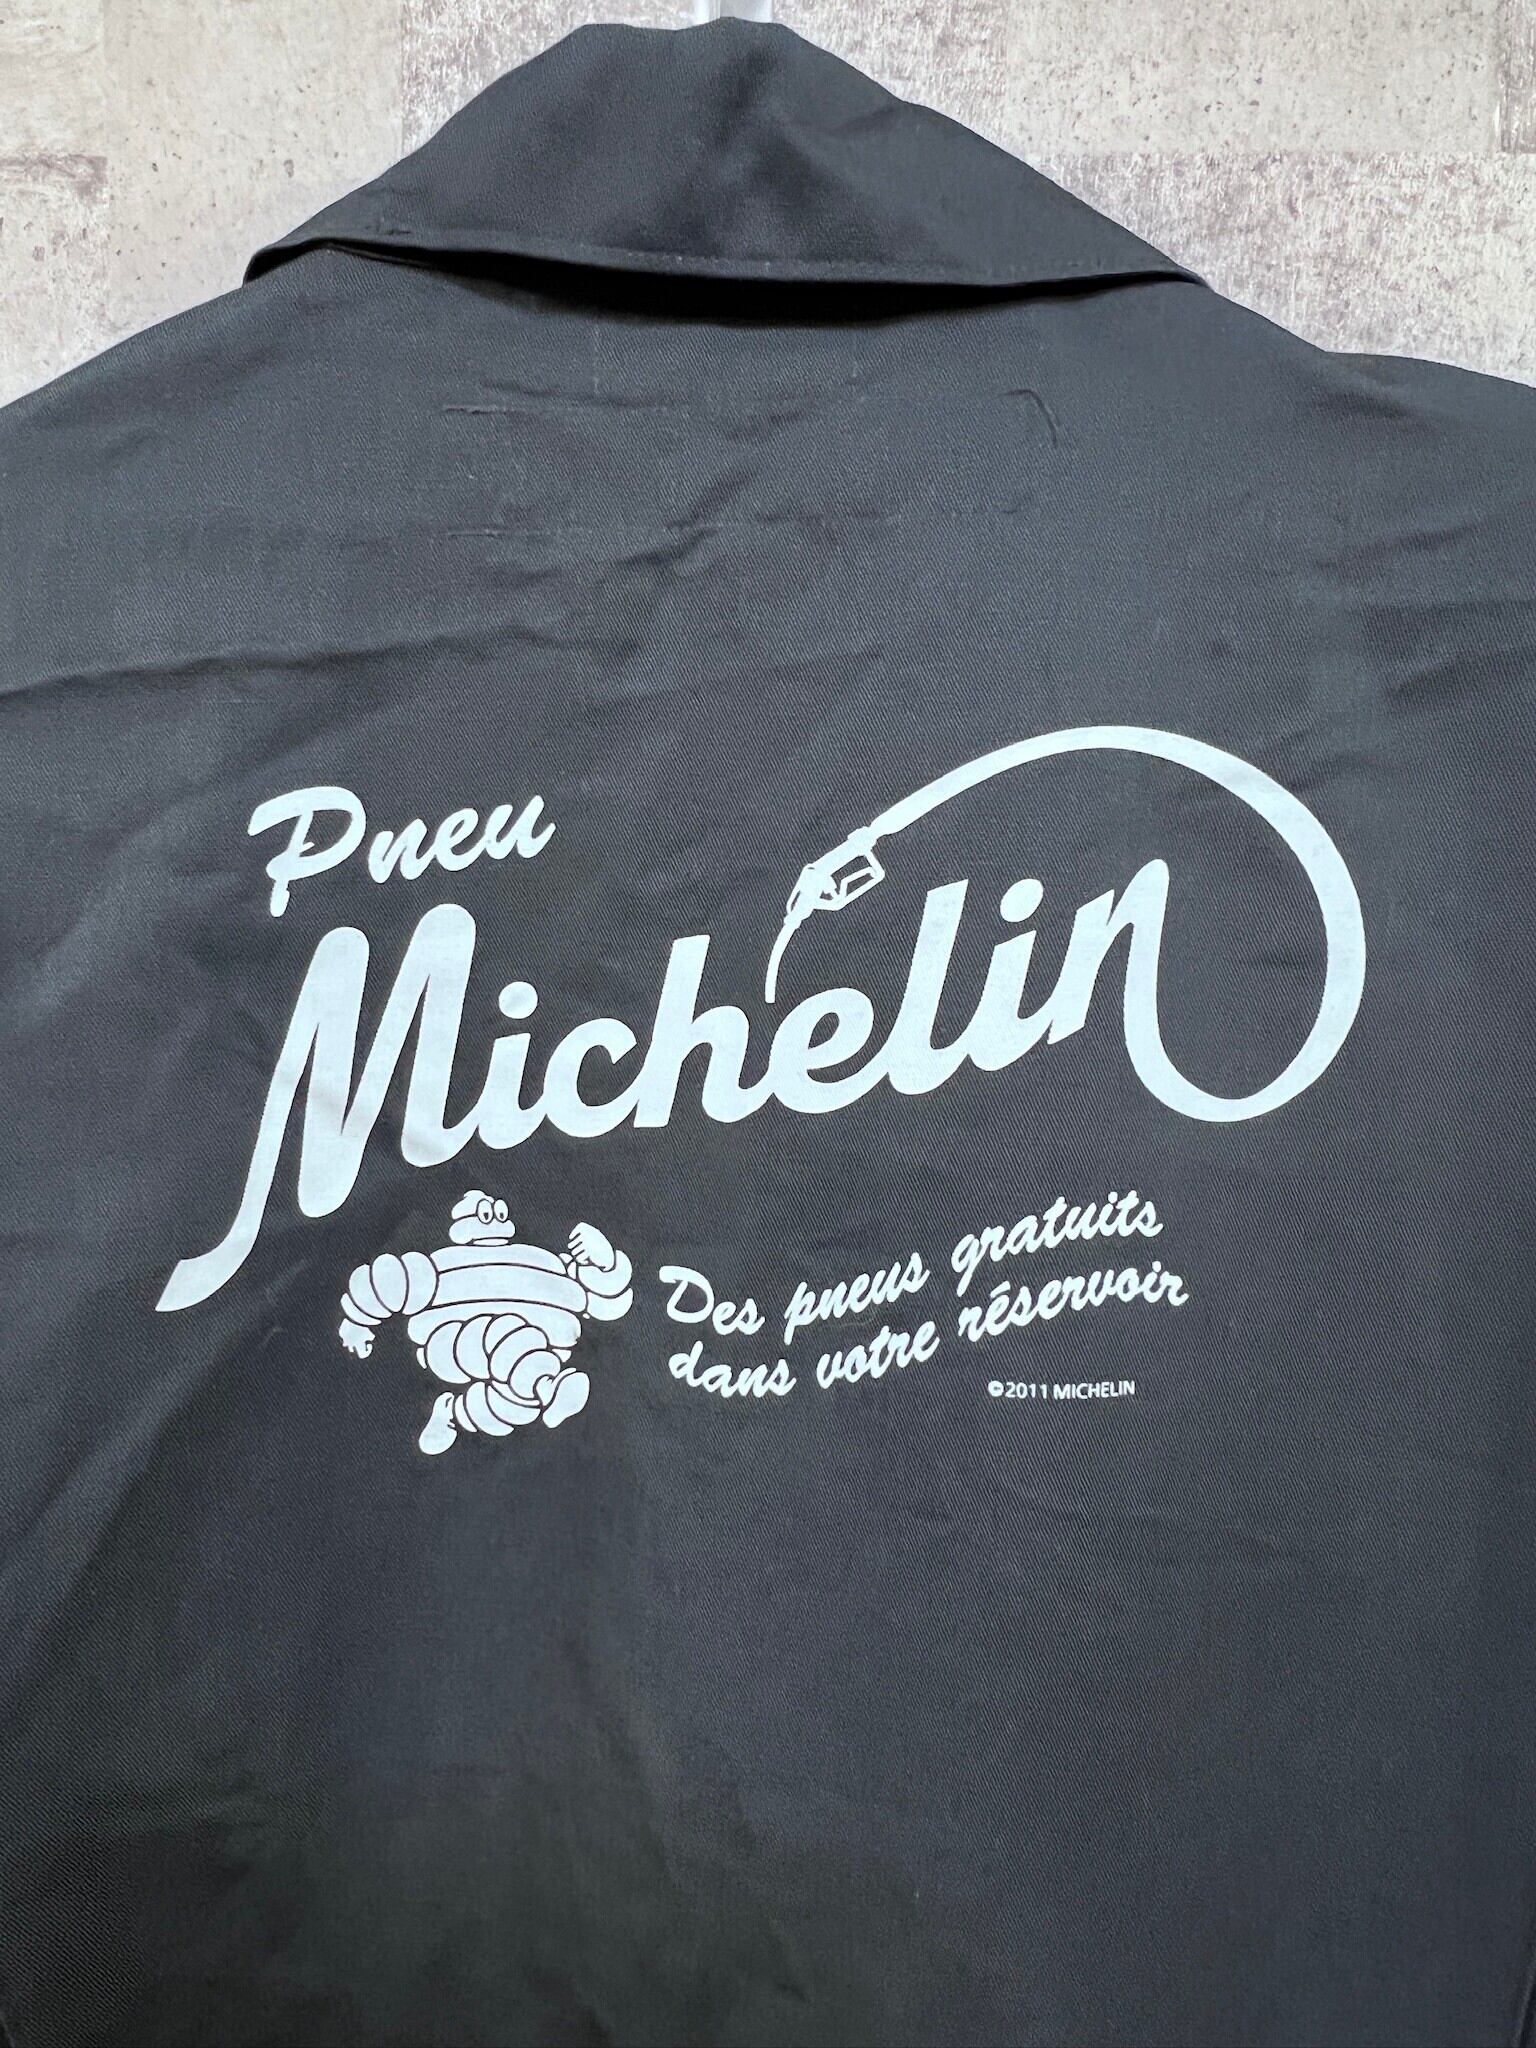 Pneu
Michelin
Des pneus gratuits
dans votre réservoir
©2011 MICHELIN